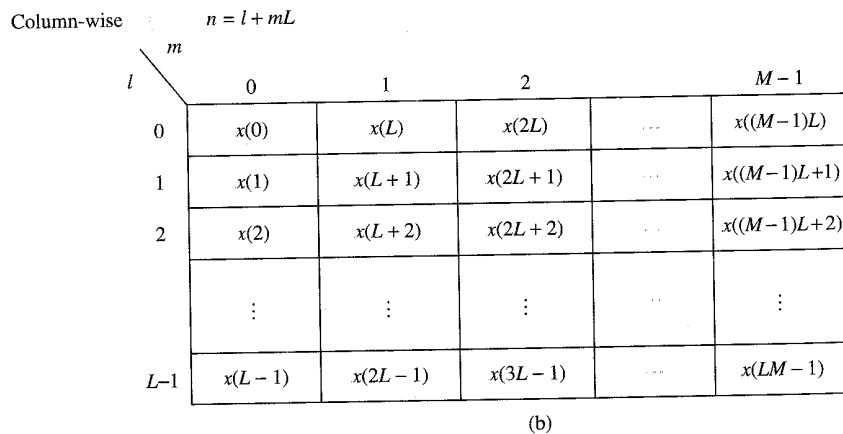 Column-wise n = l + mL
m
l 0 1 2 M − 1
0 x(0) x(L) x(2L) ... x((M−1)L)
1 x(1) x(L + 1) x(2L + 1) ... x((M−1)L+1)
2 x(2) x(L + 2) x(2L + 2) ... x((M−1)L+2)
⋮ ⋮ ⋮ ... ⋮
L−1 x(L − 1) x(2L − 1) x(3L − 1) ... x(LM − 1)
(b)